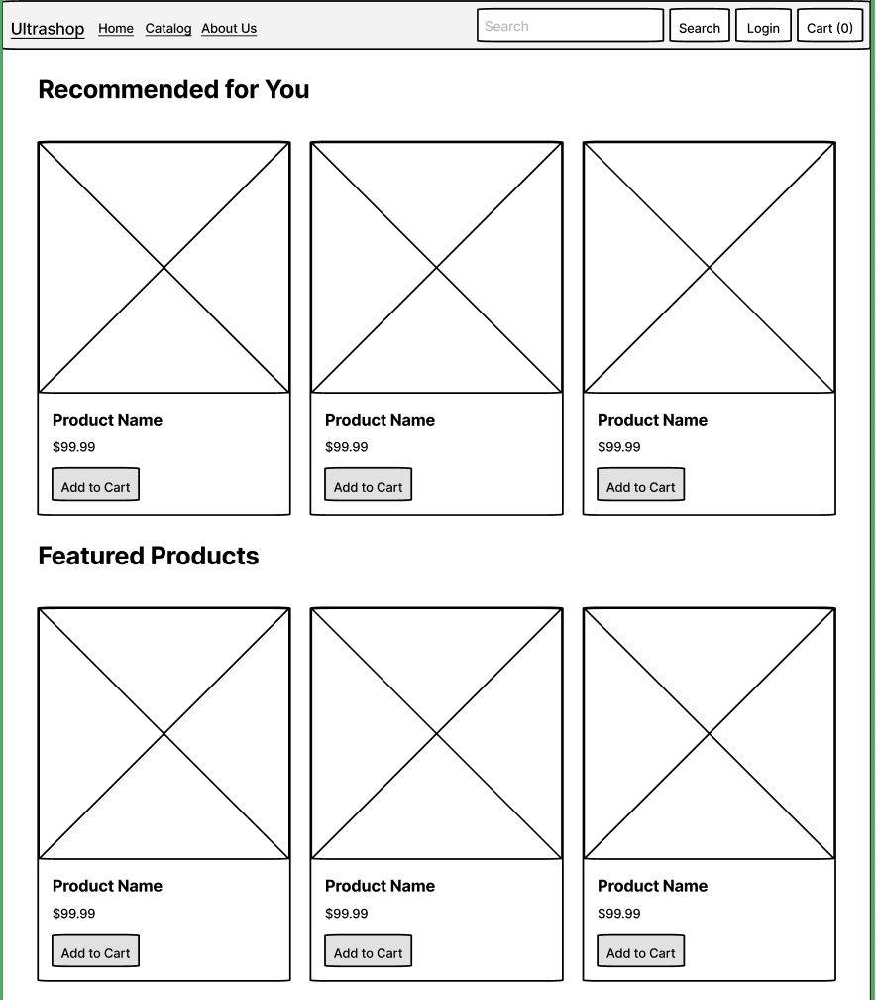 Ultrashop Home Catalog About Us Search Search Login Cart (0)
Recommended for You
Product Name Product Name Product Name
$99.99 $99.99 $99.99
Add to Cart Add to Cart Add to Cart
Featured Products
Product Name Product Name Product Name
$99.99 $99.99 $99.99
Add to Cart Add to Cart Add to Cart